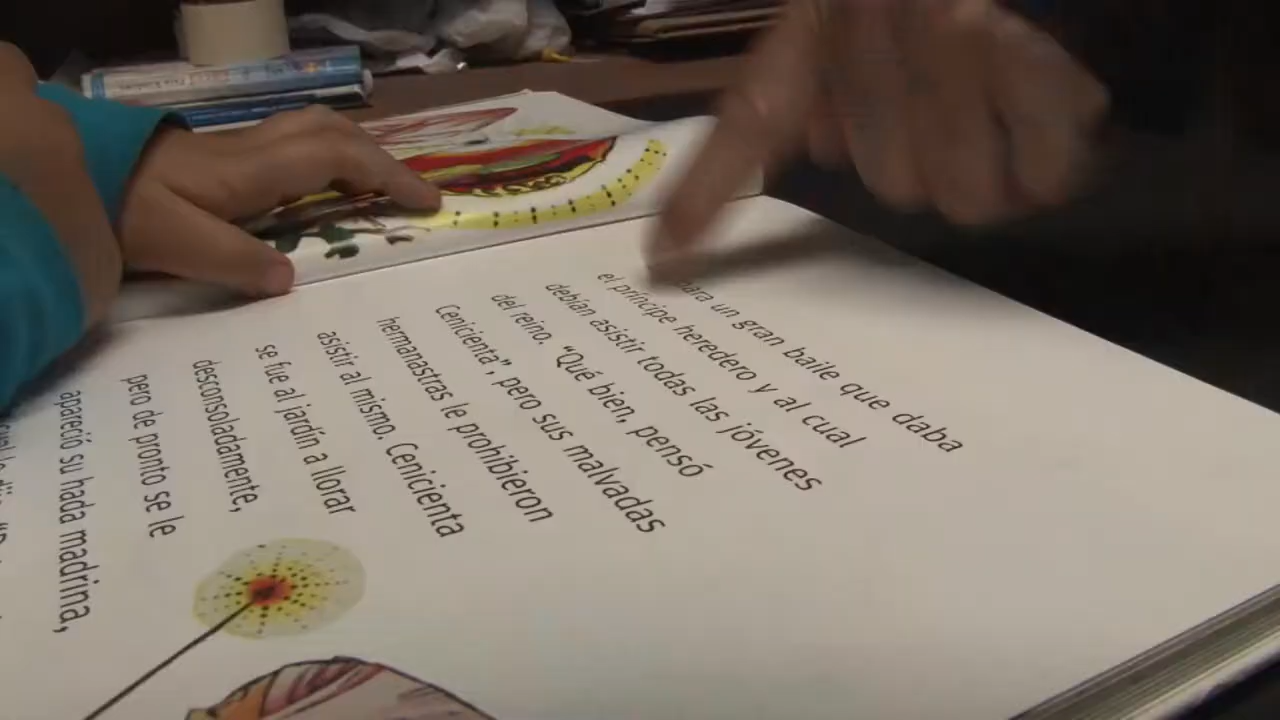 para un gran baile que daba
el príncipe heredero y al cual
debían asistir todas las jóvenes
del reino. "Qué bien, pensó
Cenicienta", pero sus malvadas
hermanastras le prohibieron
asistir al mismo. Cenicienta
se fue al jardín a llorar
desconsoladamente,
pero de pronto se le
apareció su hada madrina,